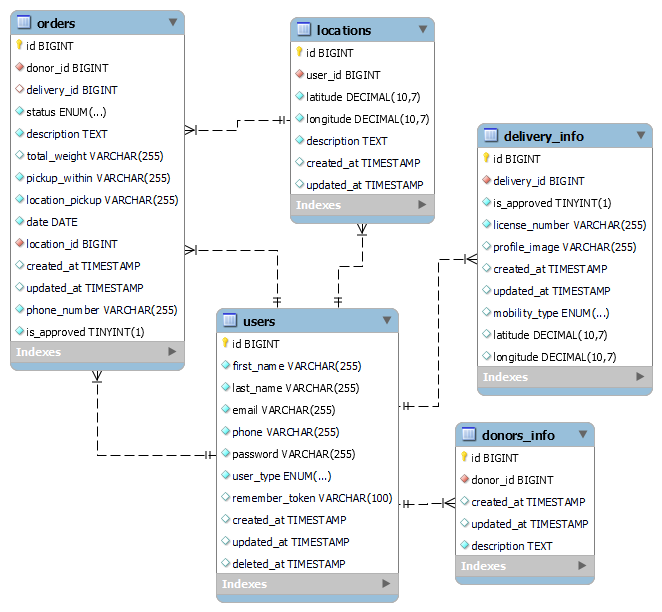 orders
id BIGINT
donor_id BIGINT
delivery_id BIGINT
status ENUM(...)
description TEXT
total_weight VARCHAR(255)
pickup_within VARCHAR(255)
location_pickup VARCHAR(255)
date DATE
location_id BIGINT
created_at TIMESTAMP
updated_at TIMESTAMP
phone_number VARCHAR(255)
is_approved TINYINT(1)
Indexes
locations
id BIGINT
user_id BIGINT
latitude DECIMAL(10,7)
longitude DECIMAL(10,7)
description TEXT
created_at TIMESTAMP
updated_at TIMESTAMP
Indexes
delivery_info
id BIGINT
delivery_id BIGINT
is_approved TINYINT(1)
license_number VARCHAR(255)
profile_image VARCHAR(255)
created_at TIMESTAMP
updated_at TIMESTAMP
mobility_type ENUM(...)
latitude DECIMAL(10,7)
longitude DECIMAL(10,7)
Indexes
users
id BIGINT
first_name VARCHAR(255)
last_name VARCHAR(255)
email VARCHAR(255)
phone VARCHAR(255)
password VARCHAR(255)
user_type ENUM(...)
remember_token VARCHAR(100)
created_at TIMESTAMP
updated_at TIMESTAMP
deleted_at TIMESTAMP
Indexes
donors_info
id BIGINT
donor_id BIGINT
created_at TIMESTAMP
updated_at TIMESTAMP
description TEXT
Indexes